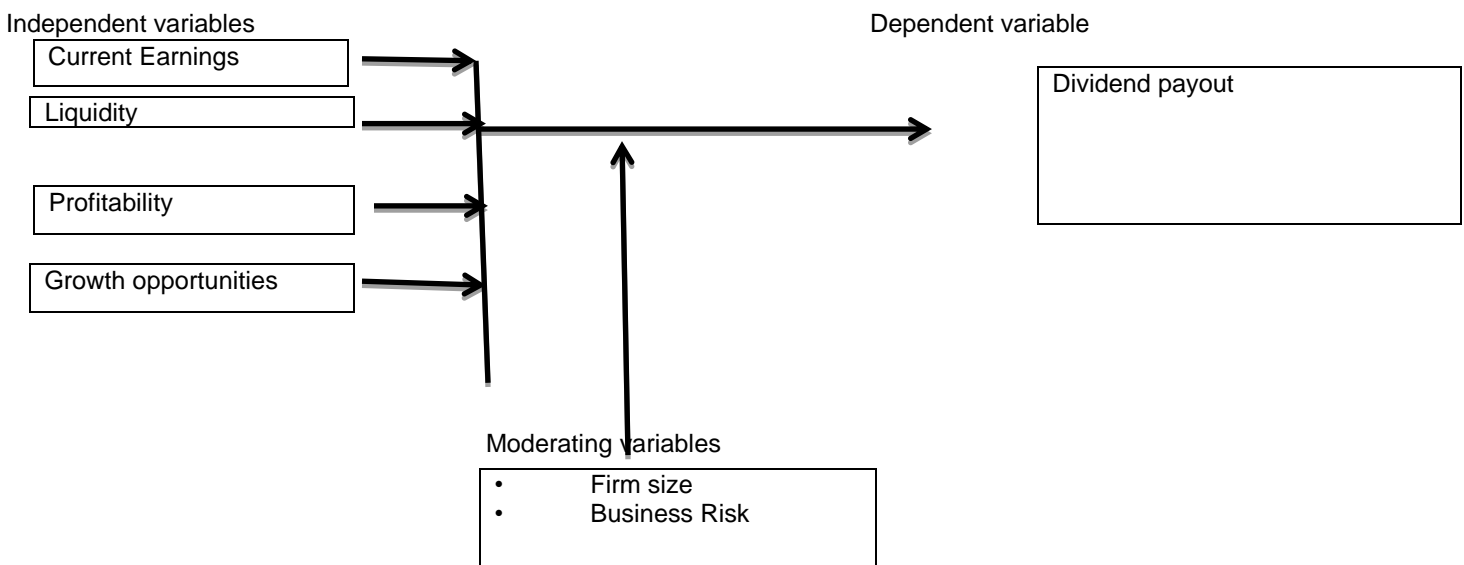 Independent variables
Dependent variable
Current Earnings
Dividend payout
Liquidity
Profitability
Growth opportunities
Moderating variables
• Firm size
• Business Risk